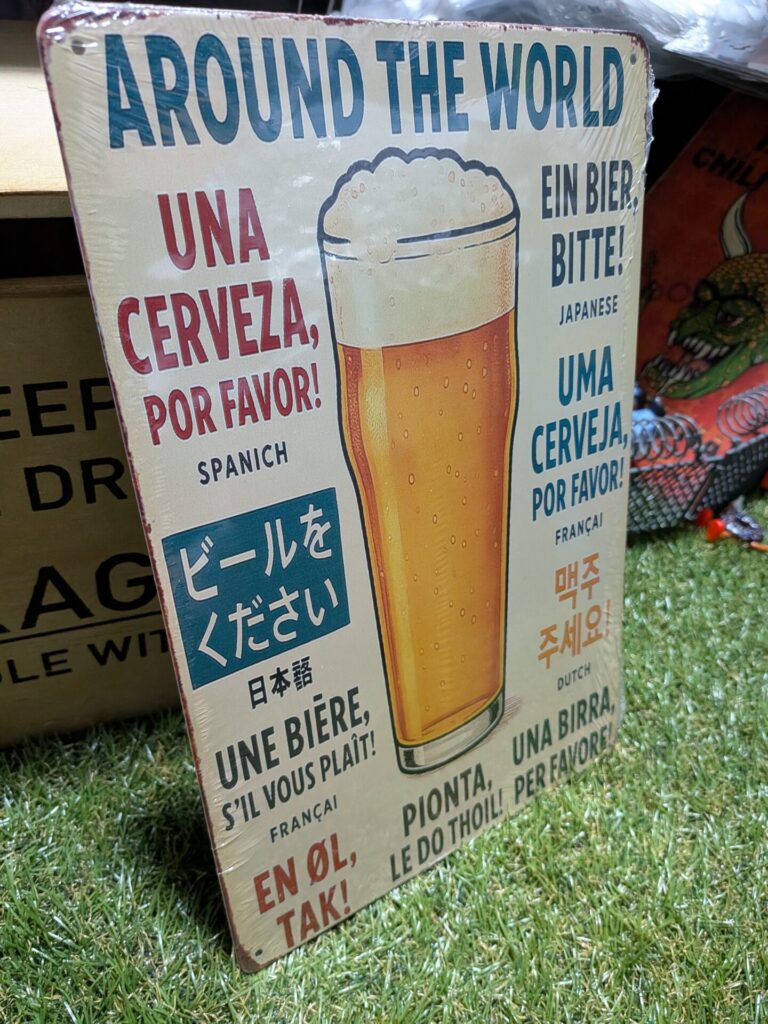 AROUND THE WORLD
UNA
CERVEZA,
POR FAVOR!
SPANICH
ビールを
ください
日本語
UNE BIĒRE,
S'IL VOUS PLAÎT!
FRANÇAI
EN ØL,
TAK!
PIONTA,
LE DO THOIL!
EIN BIER,
BITTE!
JAPANESE
UMA
CERVEJA,
POR FAVOR!
FRANÇAI
맥주
주세요!
DUTCH
UNA BIRRA,
PER FAVORE!
CHILI